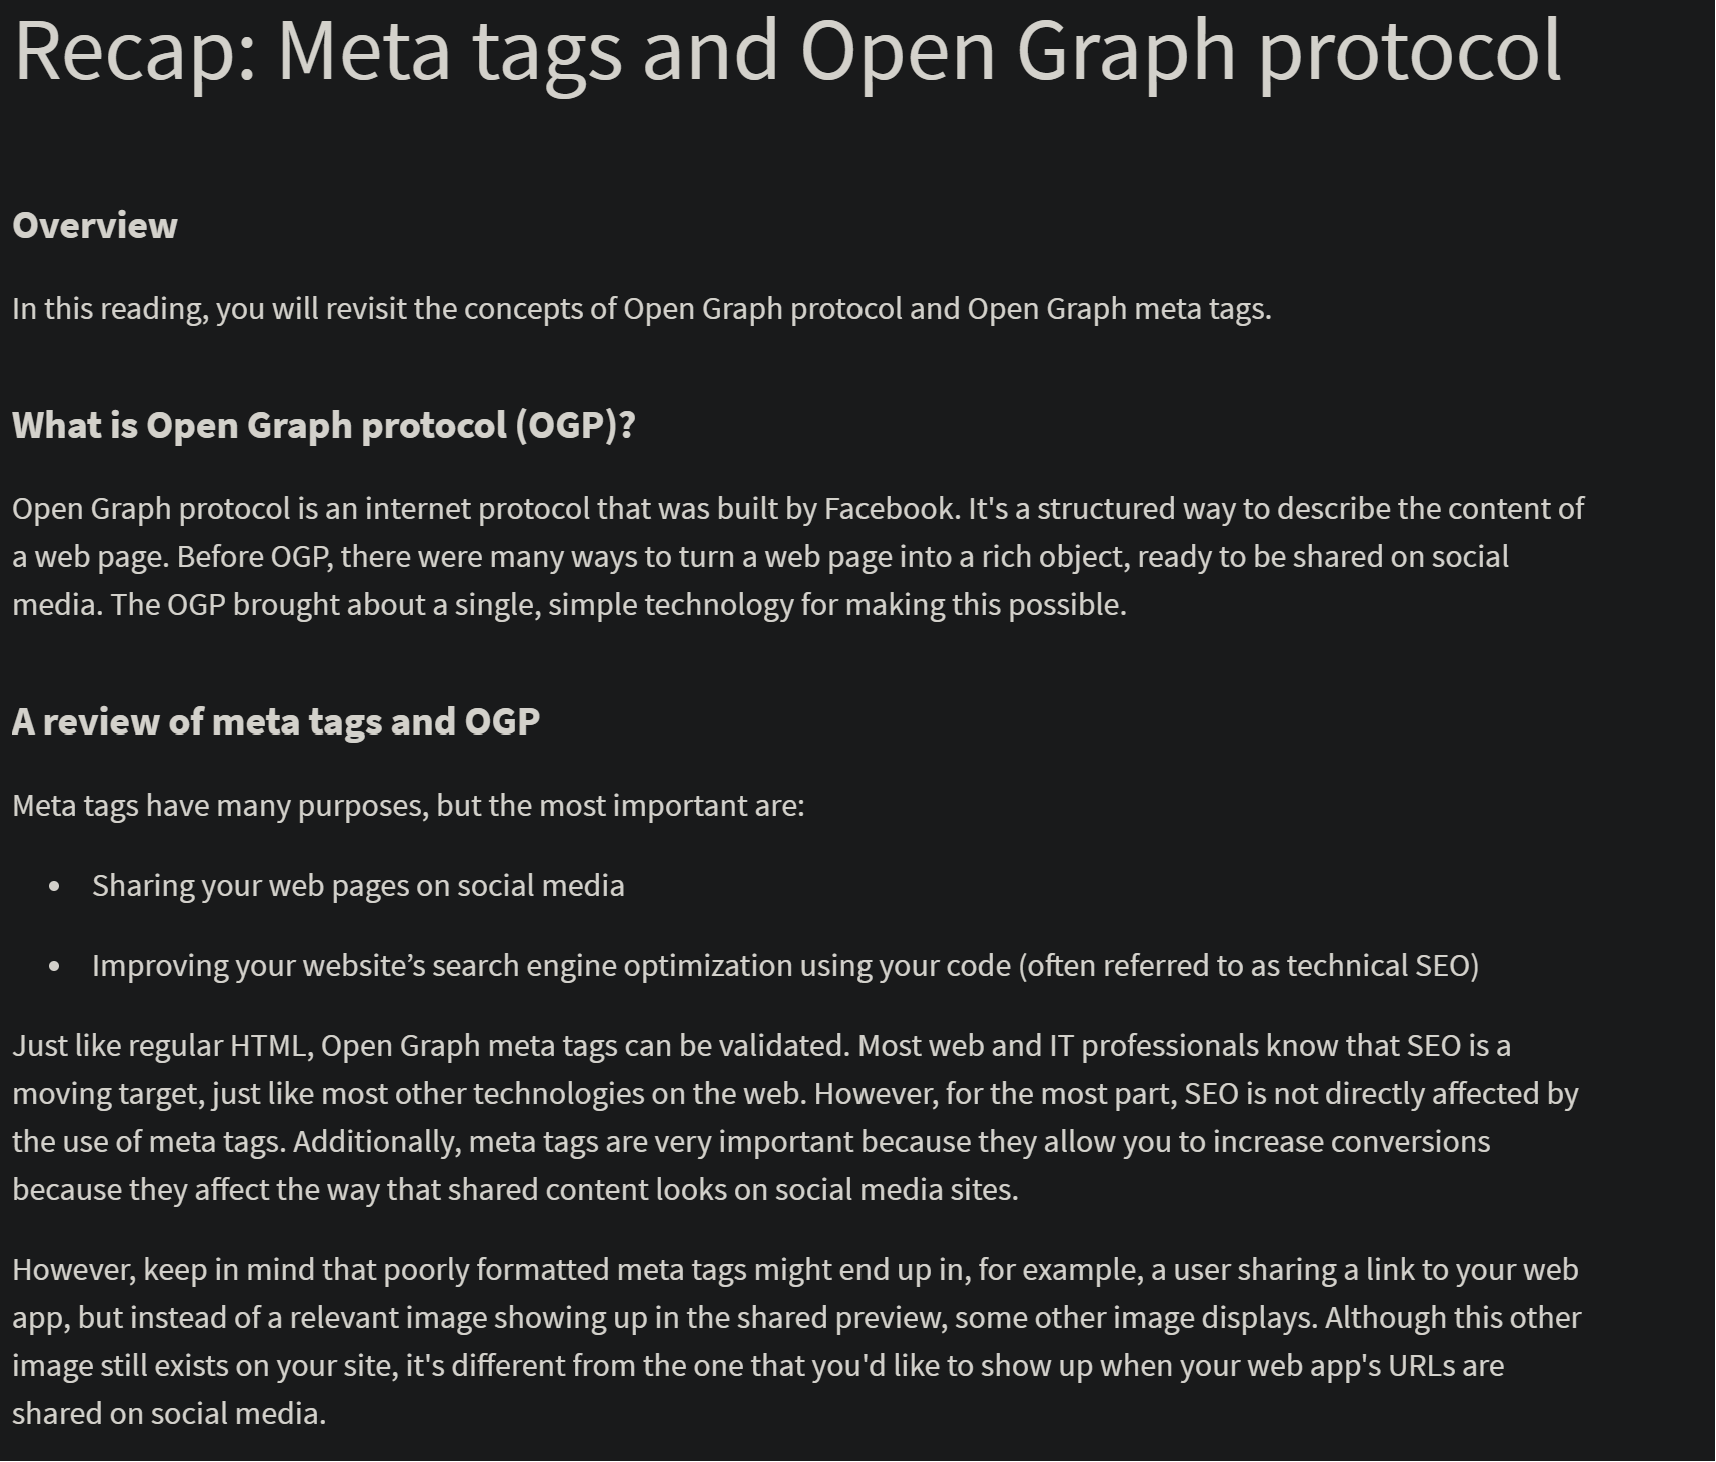 Recap: Meta tags and Open Graph protocol
Overview
In this reading, you will revisit the concepts of Open Graph protocol and Open Graph meta tags.
What is Open Graph protocol (OGP)?
Open Graph protocol is an internet protocol that was built by Facebook. It's a structured way to describe the content of
a web page. Before OGP, there were many ways to turn a web page into a rich object, ready to be shared on social
media. The OGP brought about a single, simple technology for making this possible.
A review of meta tags and OGP
Meta tags have many purposes, but the most important are:
• Sharing your web pages on social media
• Improving your website’s search engine optimization using your code (often referred to as technical SEO)
Just like regular HTML, Open Graph meta tags can be validated. Most web and IT professionals know that SEO is a
moving target, just like most other technologies on the web. However, for the most part, SEO is not directly affected by
the use of meta tags. Additionally, meta tags are very important because they allow you to increase conversions
because they affect the way that shared content looks on social media sites.
However, keep in mind that poorly formatted meta tags might end up in, for example, a user sharing a link to your web
app, but instead of a relevant image showing up in the shared preview, some other image displays. Although this other
image still exists on your site, it's different from the one that you'd like to show up when your web app's URLs are
shared on social media.